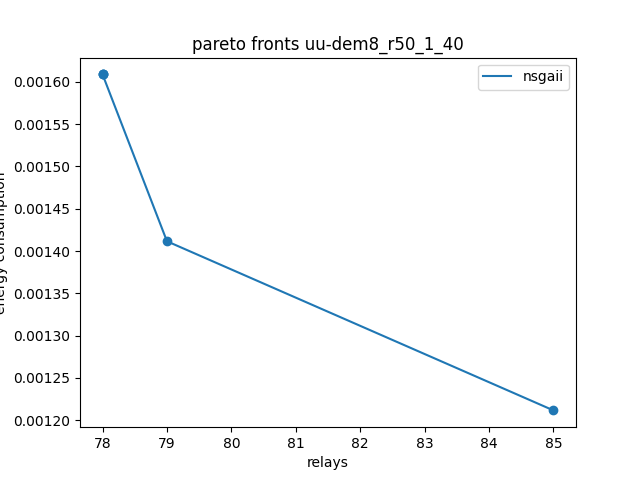 pareto fronts uu-dem8_r50_1_40
nsgaii
0.00160
0.00155
0.00150
0.00145
0.00140
0.00135
0.00130
0.00125
0.00120
energy consumption
78 79 80 81 82 83 84 85
relays